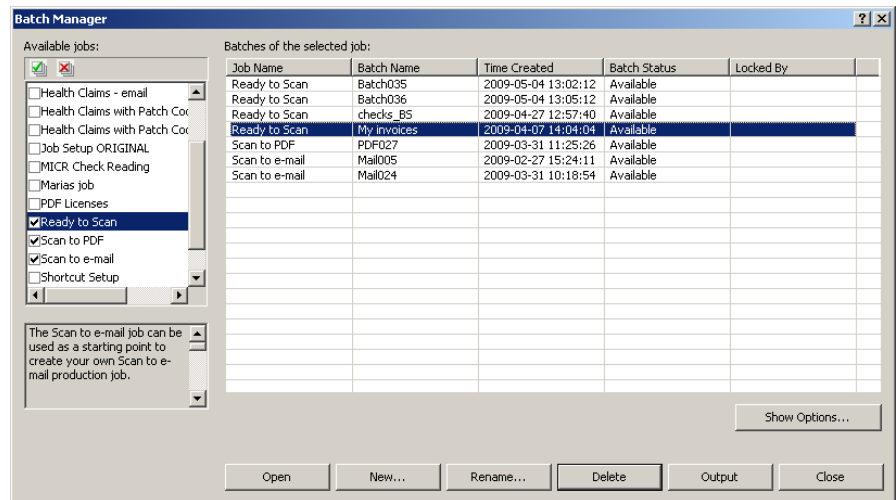 Batch Manager
Available jobs:
Health Claims - email
Health Claims with Patch Coc
Health Claims with Patch Coc
Job Setup ORIGINAL
MICR Check Reading
Marias job
PDF Licenses
Ready to Scan
Scan to PDF
Scan to e-mail
Shortcut Setup
The Scan to e-mail job can be
used as a starting point to
create your own Scan to e-
mail production job.
Batches of the selected job:
Job Name Batch Name Time Created Batch Status Locked By
Ready to Scan Batch035 2009-05-04 13:02:12 Available
Ready to Scan Batch036 2009-05-04 13:05:12 Available
Ready to Scan checks_BS 2009-04-27 12:57:40 Available
Ready to Scan My invoices 2009-04-07 14:04:04 Available
Scan to PDF PDF027 2009-03-31 11:25:26 Available
Scan to e-mail Mail005 2009-02-27 15:24:11 Available
Scan to e-mail Mail024 2009-03-31 10:18:54 Available
Show Options...
Open New... Rename... Delete Output Close